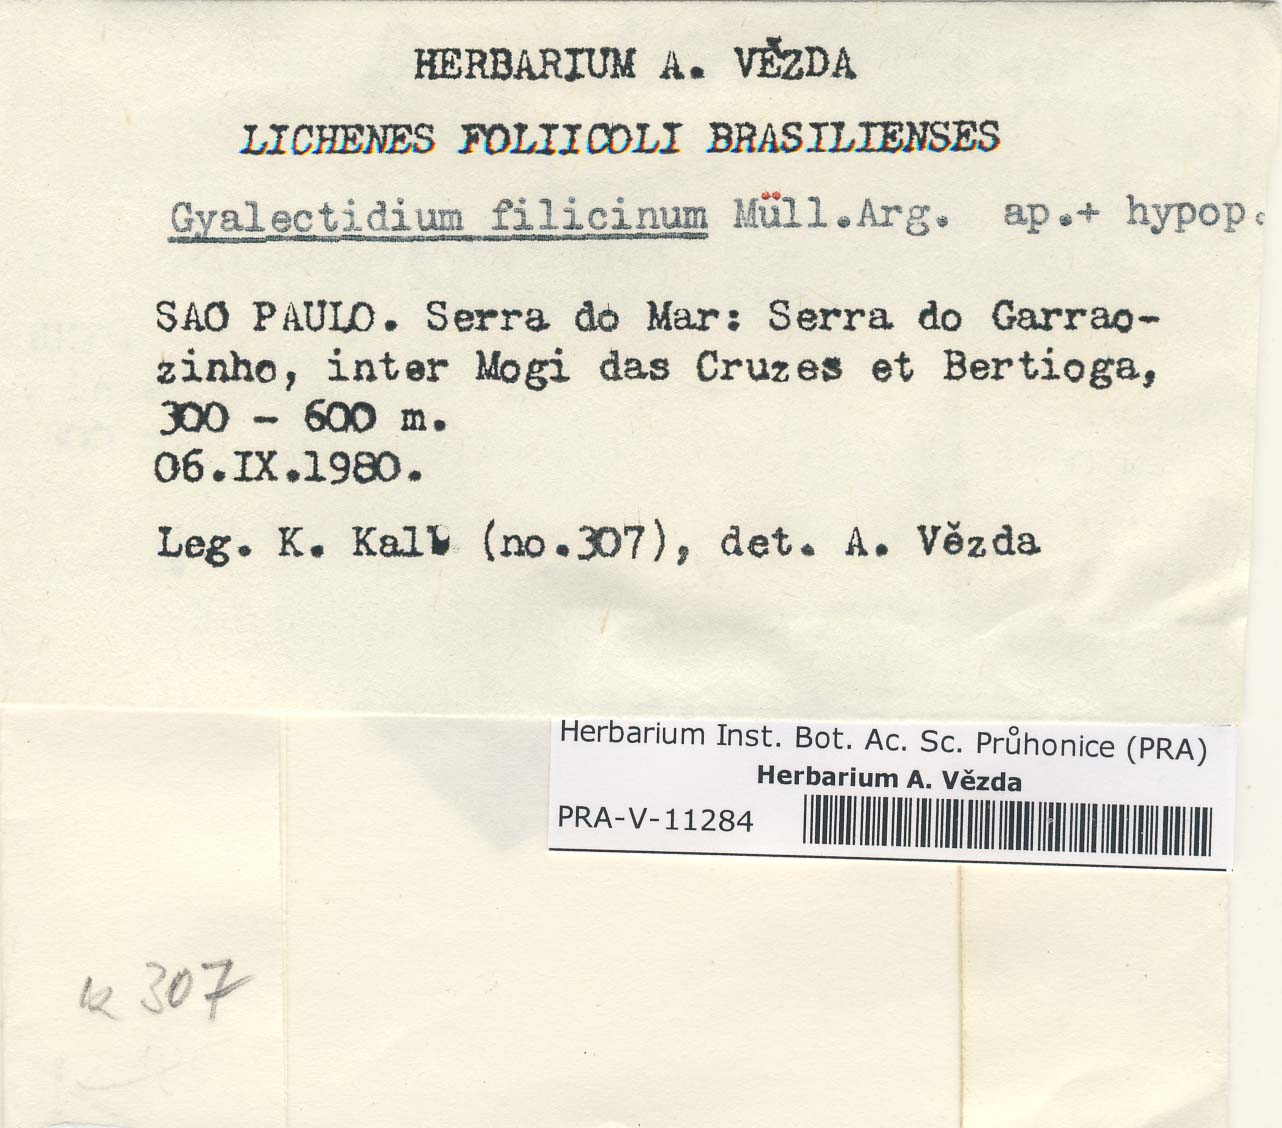 HERBARIUM A. VĚZDA
LICHENES FOLIICOLI BRASILIENSES
Gyalectidium filicinum Müll.Arg. ap.+ hypop.
SAO PAULO. Serra do Mar: Serra do Garrao-
zinho, inter Mogi das Cruzes et Bertioga,
300 - 600 m.
06.IX.1980.
Leg. K. Kalb (no.307), det. A. Vězda
Herbarium Inst. Bot. Ac. Sc. Průhonice (PRA)
Herbarium A. Vězda
PRA-V-11284
k 307